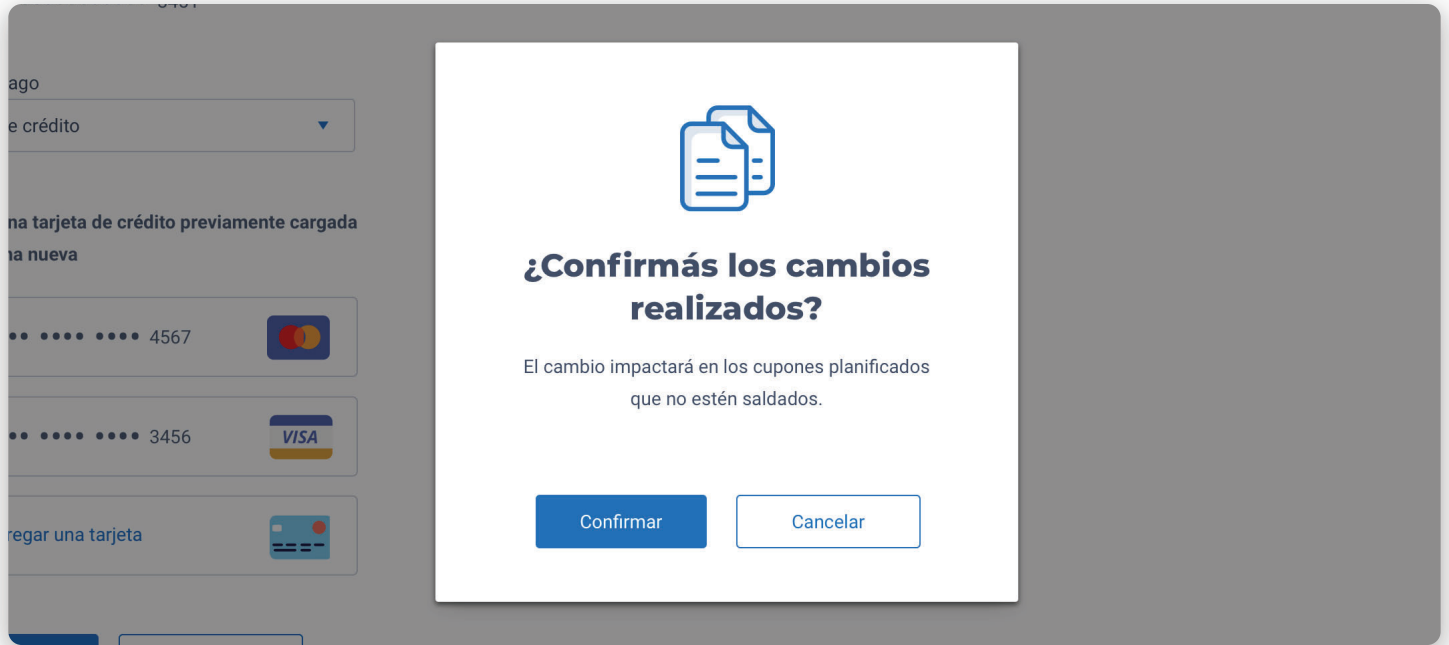 ago
e crédito
na tarjeta de crédito previamente cargada
na nueva
•• •••• •••• 4567
•• •••• •••• 3456
VISA
regar una tarjeta
¿Confirmás los cambios
realizados?
El cambio impactará en los cupones planificados
que no estén saldados.
Confirmar
Cancelar